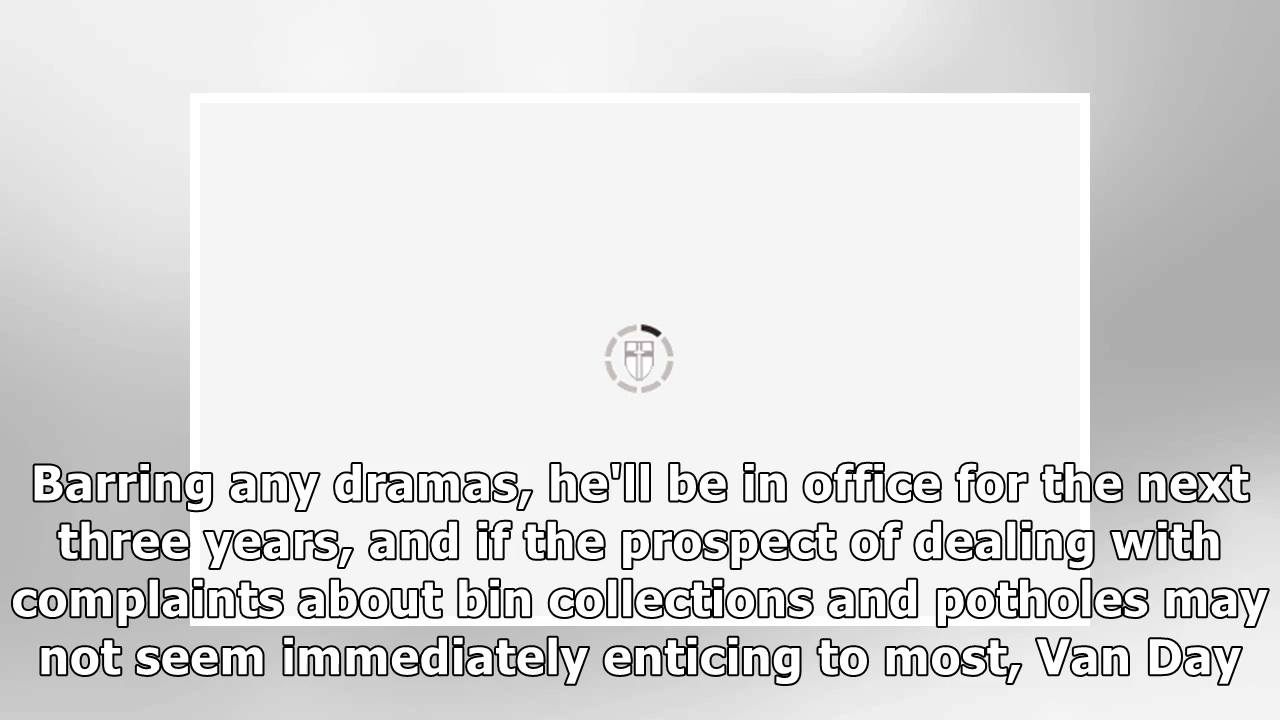 Barring any dramas, he'll be in office for the next
three years, and if the prospect of dealing with
complaints about bin collections and potholes may
not seem immediately enticing to most, Van Day